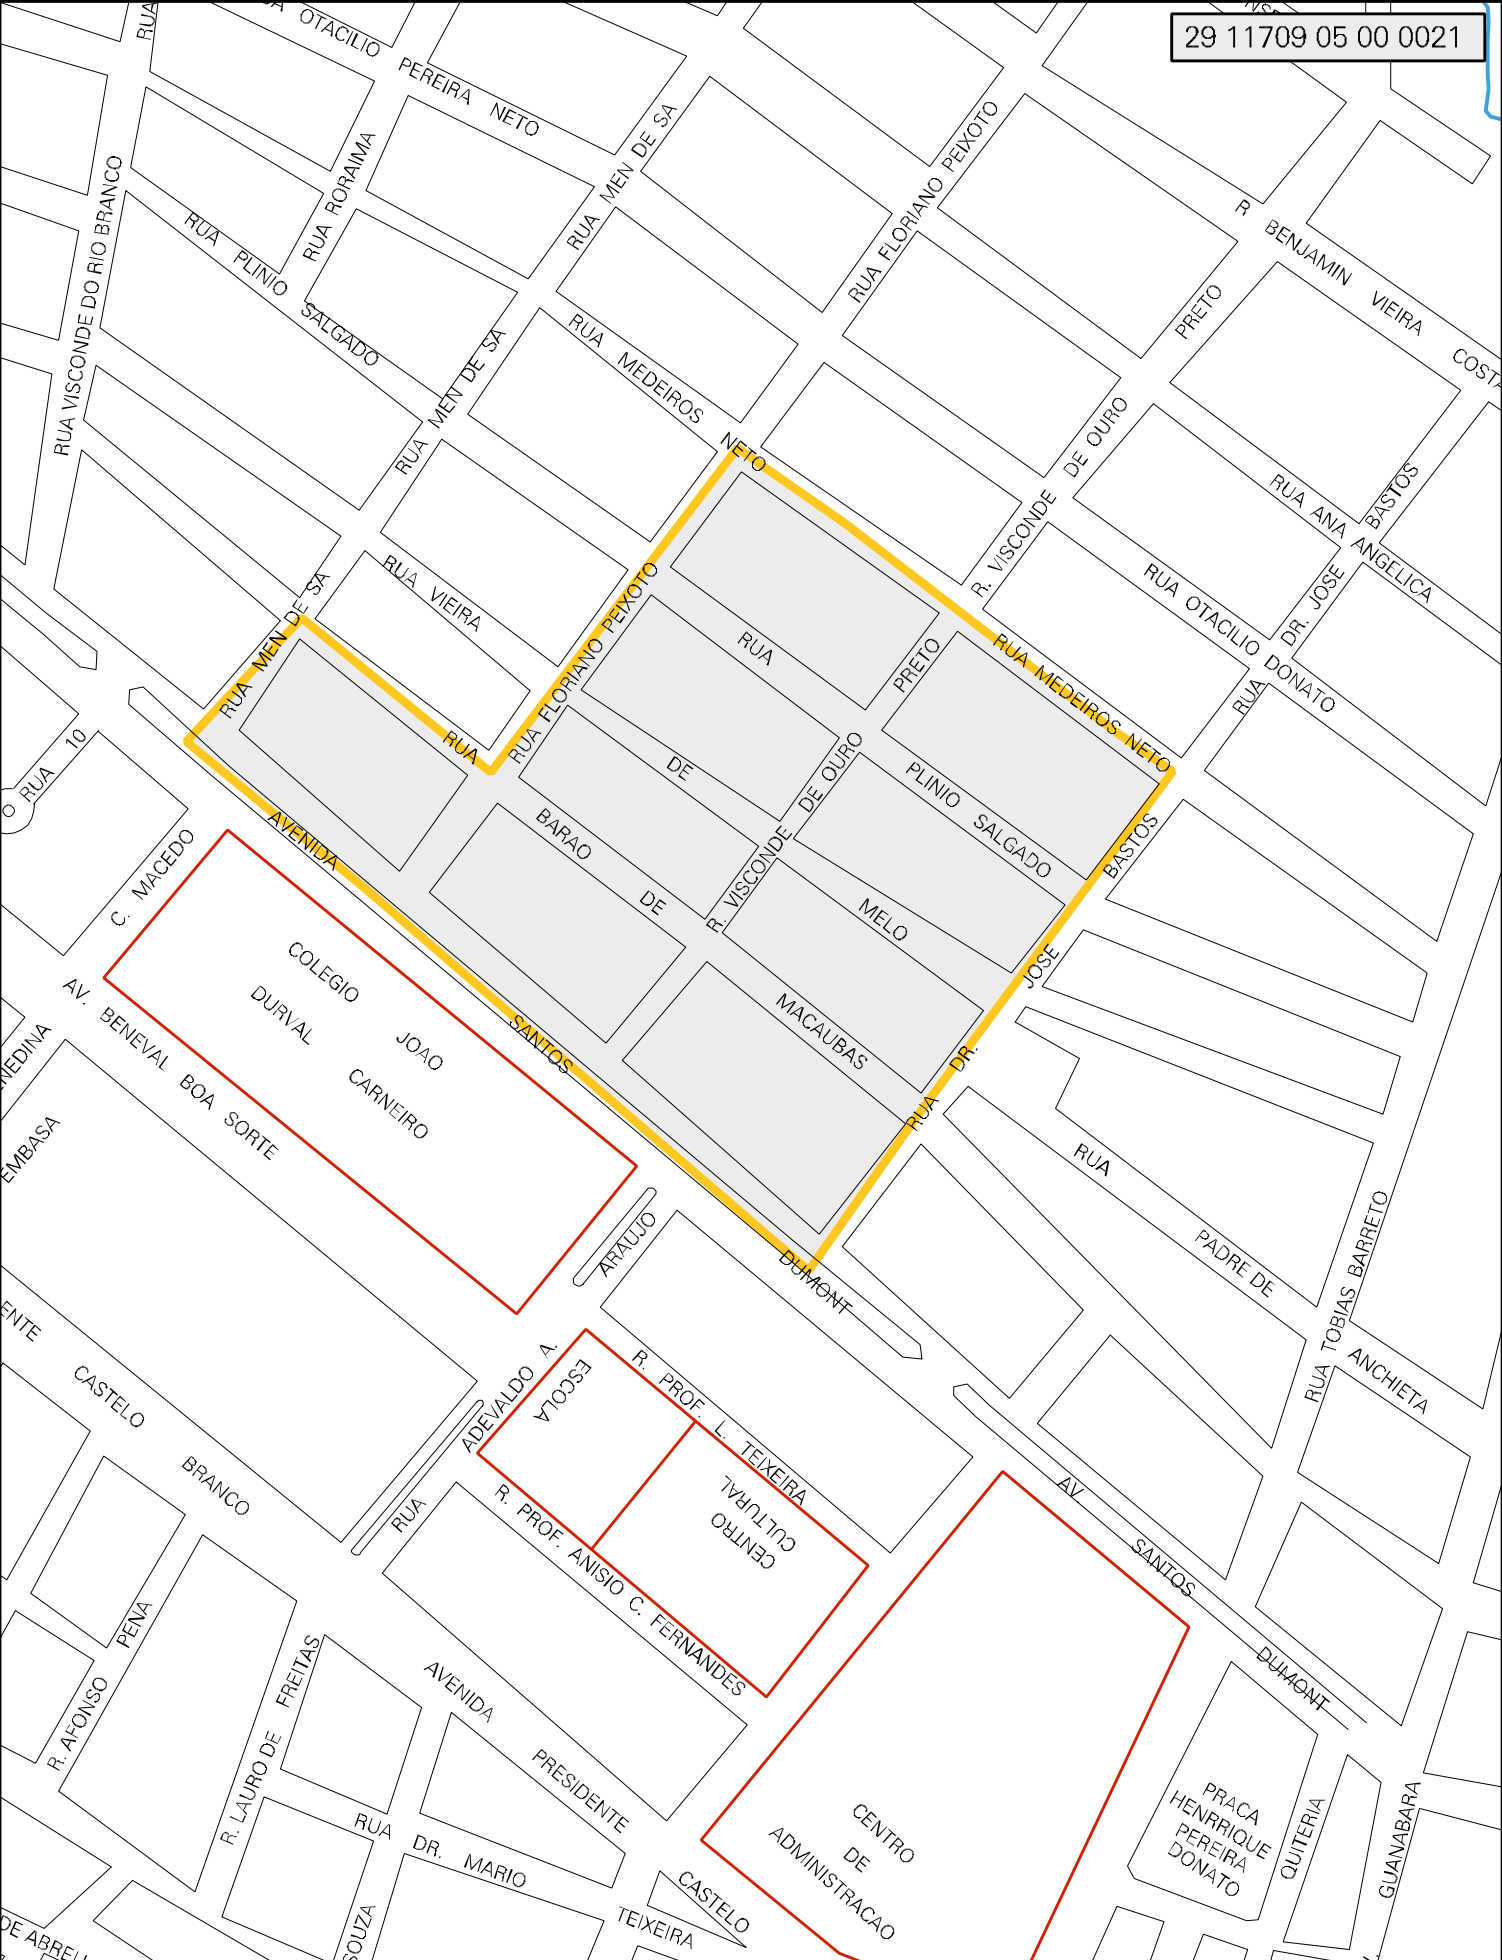 29 11709 05 00 0021
RUA
OTACILIO
PEREIRA NETO
RUA RORAIMA
RUA VISCONDE DO RIO BRANCO
RUA PLINIO SALGADO
RUA MEN DE SA
RUA MEN DE SA
RUA FLORIANO PEIXOTO
R BENJAMIN VIEIRA COSTA
PRETO
RUA MEDEIROS NETO
R. VISCONDE DE OURO
RUA ANA ANGELICA
BASTOS
RUA OTACILIO DONATO
RUA DR. JOSE
RUA VIEIRA
RUA MEN DE SA
RUA FLORIANO PEIXOTO
RUA
RUA
DE
MELO
PRETO
RUA MEDEIROS NETO
R. VISCONDE DE OURO
PLINIO SALGADO
BARAO DE
MACAUBAS
RUA DR. JOSE BASTOS
RUA 10
C. MACEDO
AVENIDA SANTOS DUMONT
COLEGIO JOAO
DURVAL CARNEIRO
AV. BENEVAL BOA SORTE
ENEDINA
EMBASA
RUA PADRE DE ANCHIETA
RUA TOBIAS BARRETO
RUA ADEVALDO A. ARAUJO
ENTE
CASTELO BRANCO
ESCOLA
R. PROF. L. TEIXEIRA
CENTRO
CULTURAL
R. PROF. ANISIO C. FERNANDES
AV SANTOS DUMONT
R. AFONSO PENA
R. LAURO DE FREITAS
AVENIDA PRESIDENTE CASTELO
RUA DR. MARIO TEIXEIRA
CENTRO
DE
ADMINISTRACAO
PRACA
HENRRIQUE
PEREIRA
DONATO
QUITERIA
GUANABARA
SOUZA
DE ABREU